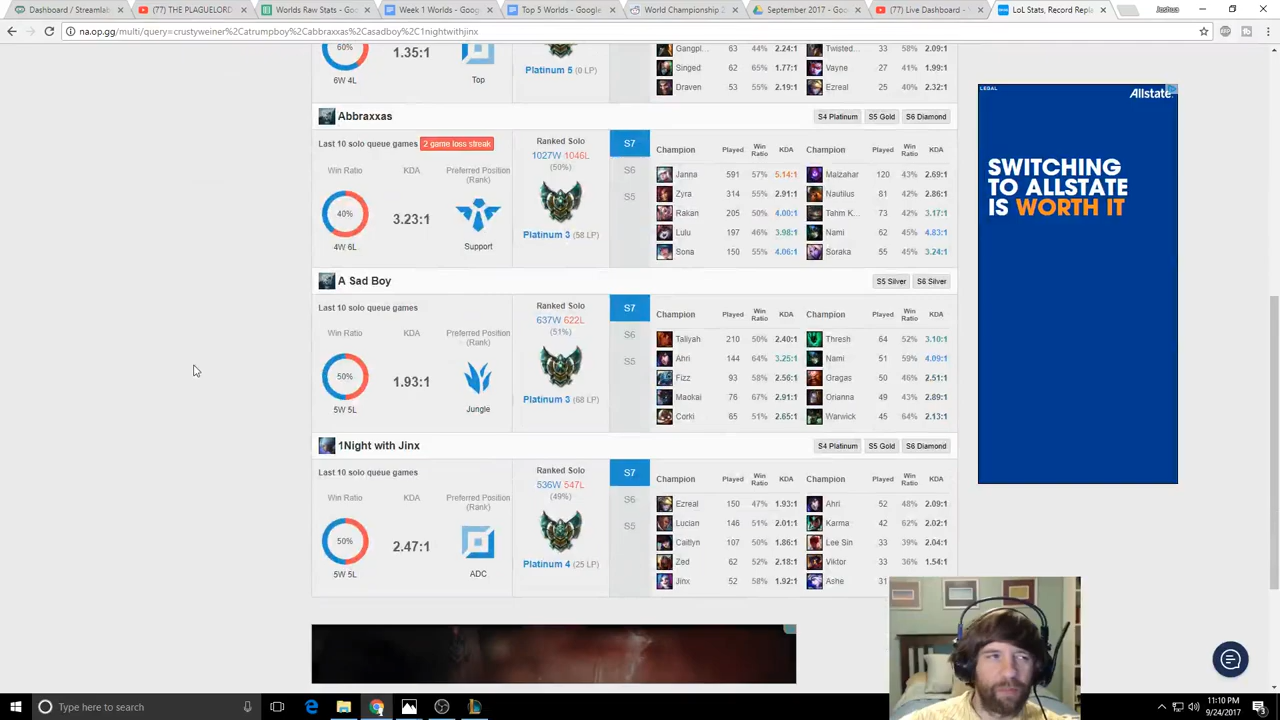 Dashboard / Streamlab
(77) THE PLAGUELORD
Worlds Raw Stats - Goo
Week 1 Worlds - Goog
Top 5 Worlds - Google
World Championship 2
September 2017 - Goo
(77) Live Dashboard -
LoL Stats, Record Repla
Joshua
na.op.gg/multi/query=crustyweiner%2Catrumpboy%2Cabbraxxas%2Casadboy%2C1nightwithjinx
60%
6W 4L
1.35:1
Top
Platinum 5 (0 LP)
Gangpl... 63 44% 2.24:1 Twisted... 33 58% 2.09:1
Singed 62 65% 1.77:1 Vayne 27 41% 1.99:1
Draven 53 55% 2.19:1 Ezreal 25 40% 2.32:1
Abbraxxas
S4 Platinum S5 Gold S6 Diamond
Last 10 solo queue games 2 game loss streak
Win Ratio KDA Preferred Position (Rank)
40%
4W 6L
3.23:1
Support
Ranked Solo
1027W 1046L
(50%)
Platinum 3 (58 LP)
S7
S6
S5
Champion Played Win Ratio KDA Champion Played Win Ratio KDA
Janna 591 57% 5.14:1 Malzahar 120 43% 2.69:1
Zyra 314 55% 2.91:1 Nautilus 81 42% 2.86:1
Rakan 205 50% 4.00:1 Tahm K... 73 42% 3.17:1
Lulu 197 46% 3.98:1 Nami 62 45% 4.83:1
Sona 150 55% 4.06:1 Soraka 55 45% 3.24:1
A Sad Boy
S5 Silver S6 Silver
Last 10 solo queue games
Win Ratio KDA Preferred Position (Rank)
50%
5W 5L
1.93:1
Jungle
Ranked Solo
637W 622L
(51%)
Platinum 3 (68 LP)
S7
S6
S5
Champion Played Win Ratio KDA Champion Played Win Ratio KDA
Taliyah 210 50% 2.40:1 Thresh 64 52% 3.10:1
Ahri 144 64% 3.25:1 Nami 51 59% 4.09:1
Fizz 93 58% 2.56:1 Gragas 50 46% 2.51:1
Maokai 76 67% 2.91:1 Orianna 49 43% 2.89:1
Corki 65 51% 2.65:1 Warwick 45 64% 2.13:1
1Night with Jinx
S4 Platinum S5 Gold S6 Diamond
Last 10 solo queue games
Win Ratio KDA Preferred Position (Rank)
50%
5W 5L
2.47:1
ADC
Ranked Solo
536W 547L
(49%)
Platinum 4 (25 LP)
S7
S6
S5
Champion Played Win Ratio KDA Champion Played Win Ratio KDA
Ezreal 150 47% 1.93:1 Ahri 52 48% 2.09:1
Lucian 146 51% 2.01:1 Karma 42 62% 2.02:1
Caitlyn 107 50% 1.86:1 Lee Sin 33 39% 2.04:1
Zed 62 52% 2.18:1 Viktor 33 36% 1.54:1
Jinx 52 58% 1.92:1 Ashe 31
LEGAL
Allstate.
SWITCHING
TO ALLSTATE
IS WORTH IT
Type here to search
11:10 PM
9/24/2017